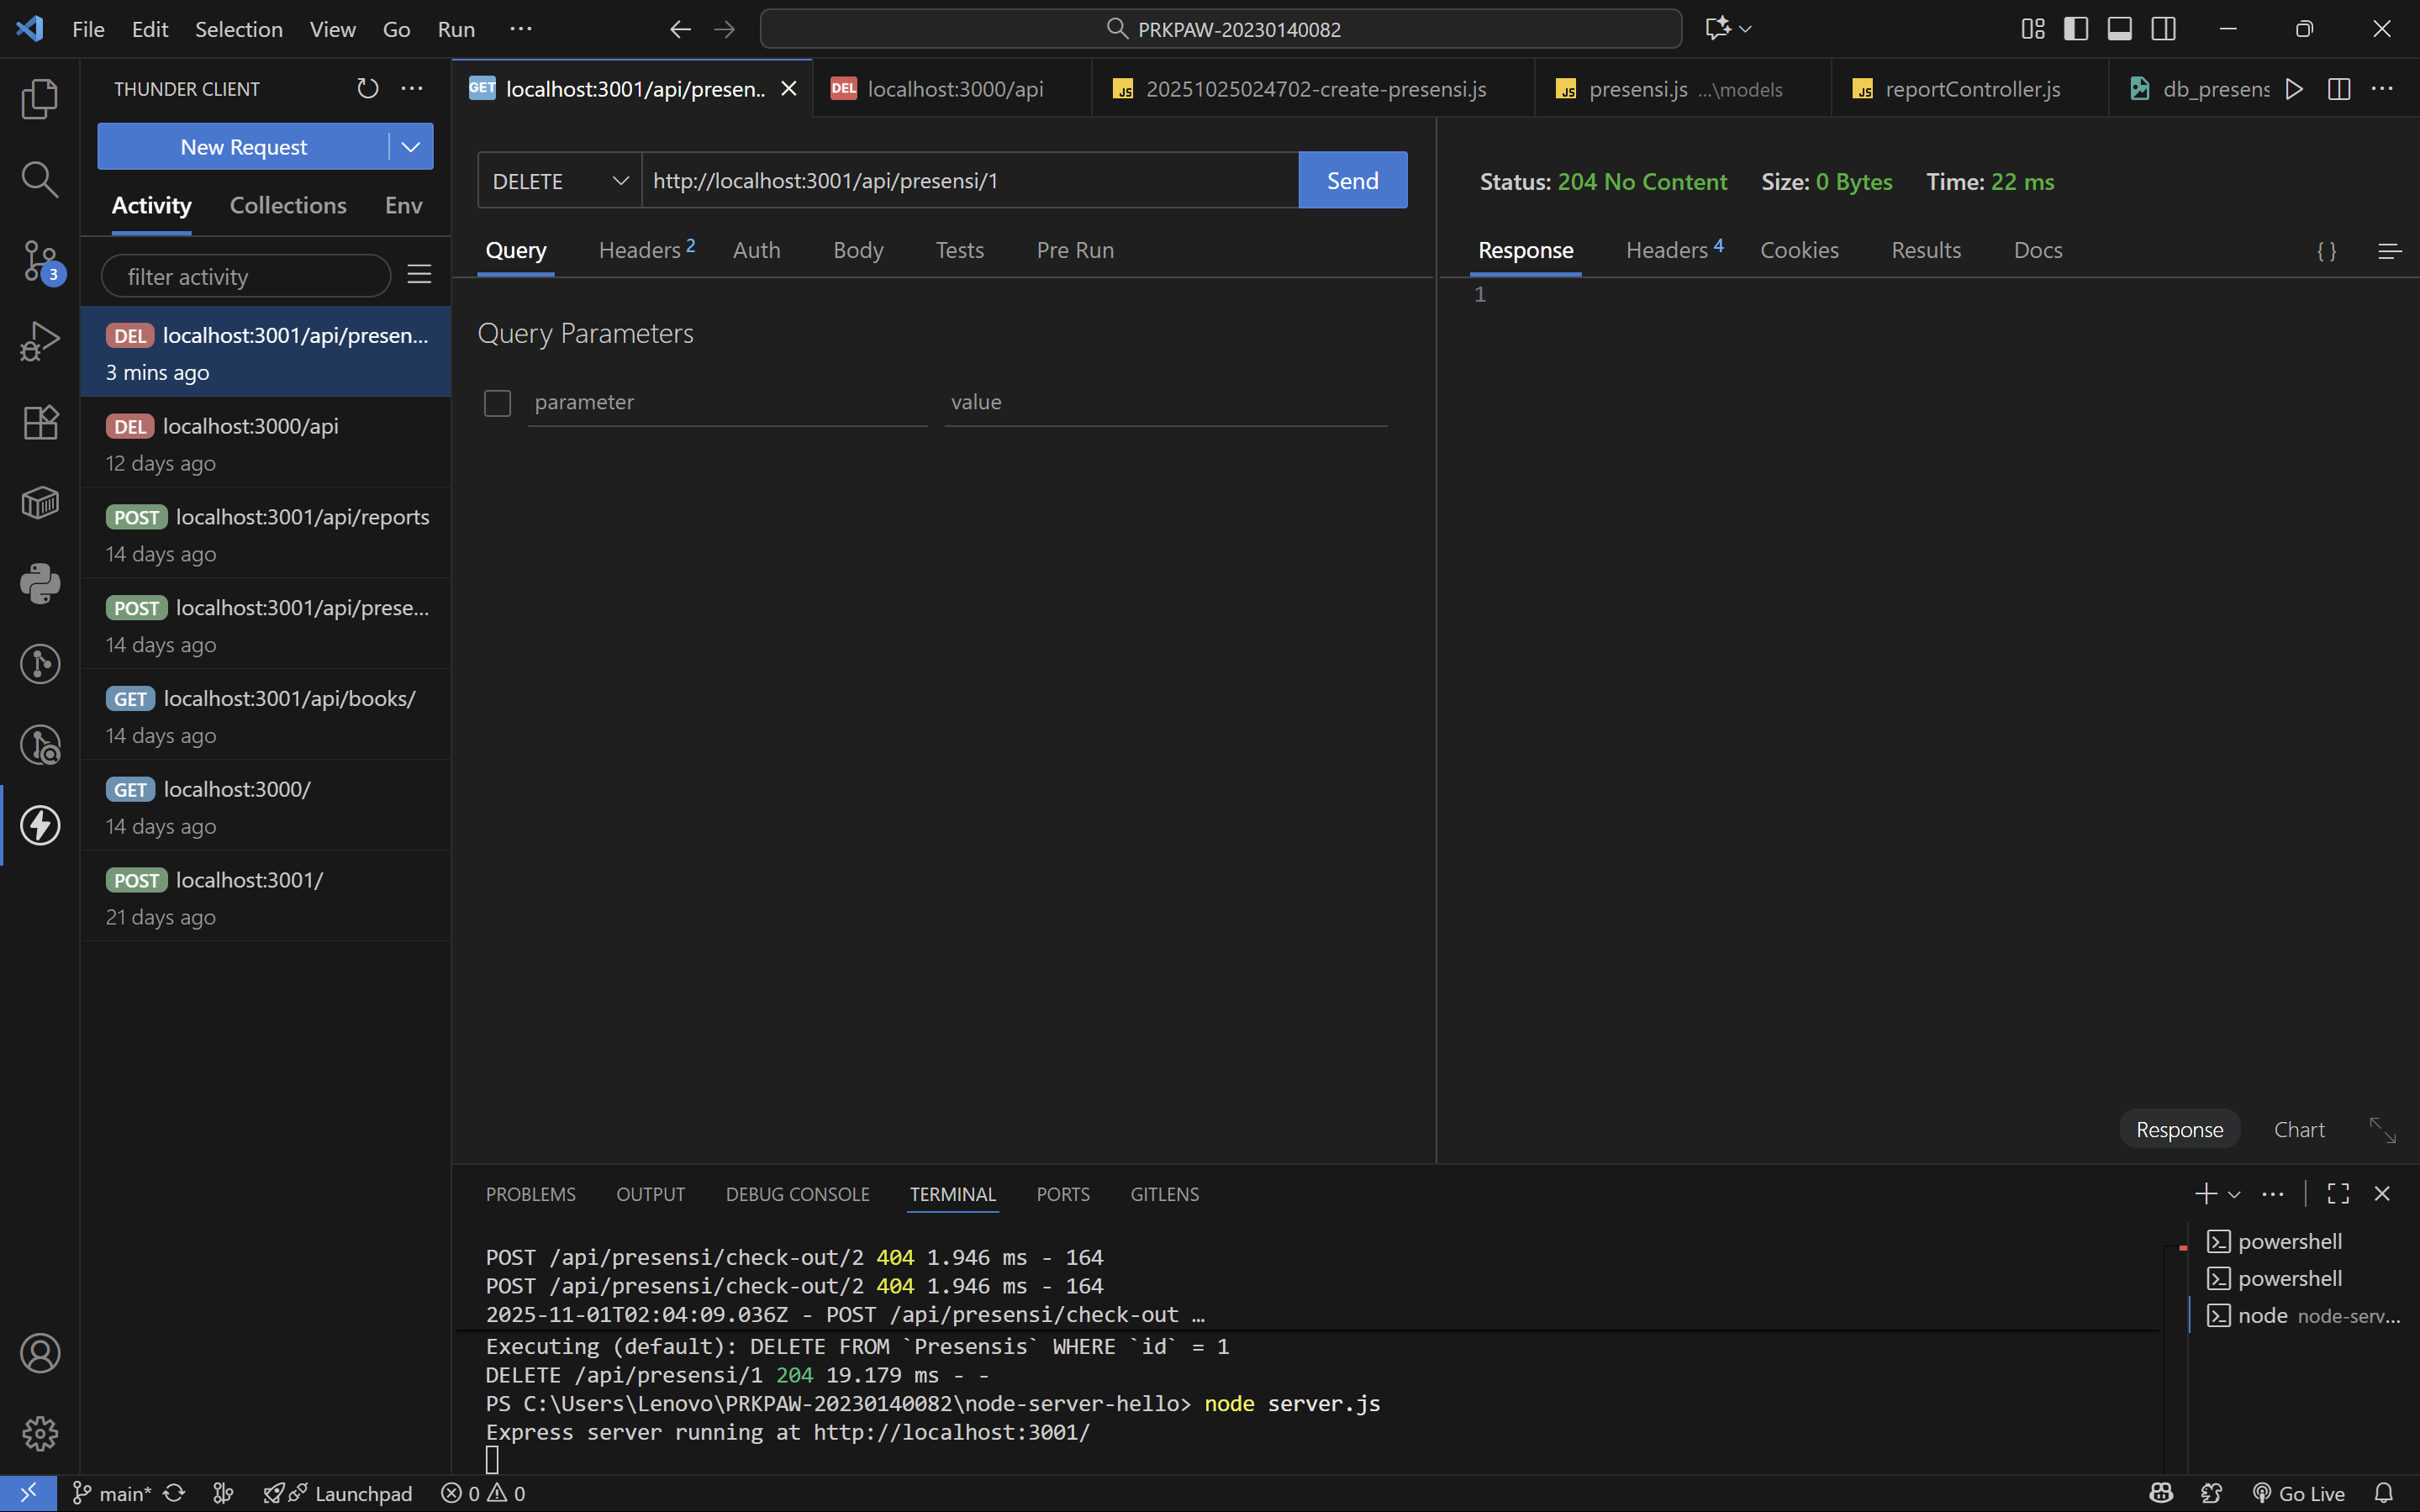 File Edit Selection View Go Run ...
PRKPAW-20230140082
THUNDER CLIENT
New Request
Activity Collections Env
filter activity
DEL localhost:3001/api/presen...
3 mins ago
DEL localhost:3000/api
12 days ago
POST localhost:3001/api/reports
14 days ago
POST localhost:3001/api/prese...
14 days ago
GET localhost:3001/api/books/
14 days ago
GET localhost:3000/
14 days ago
POST localhost:3001/
21 days ago
3
GET localhost:3001/api/presen..
DEL localhost:3000/api
JS 20251025024702-create-presensi.js
JS presensi.js ...\models
JS reportController.js
db_presens
DELETE http://localhost:3001/api/presensi/1 Send
Query Headers 2 Auth Body Tests Pre Run
Query Parameters
parameter value
Status: 204 No Content Size: 0 Bytes Time: 22 ms
Response Headers 4 Cookies Results Docs { }
1
Response Chart
PROBLEMS OUTPUT DEBUG CONSOLE TERMINAL PORTS GITLENS
POST /api/presensi/check-out/2 404 1.946 ms - 164
POST /api/presensi/check-out/2 404 1.946 ms - 164
2025-11-01T02:04:09.036Z - POST /api/presensi/check-out …
Executing (default): DELETE FROM `Presensis` WHERE `id` = 1
DELETE /api/presensi/1 204 19.179 ms - -
PS C:\Users\Lenovo\PRKPAW-20230140082\node-server-hello> node server.js
Express server running at http://localhost:3001/
powershell
powershell
node node-serv...
main* Launchpad 0 0 Go Live